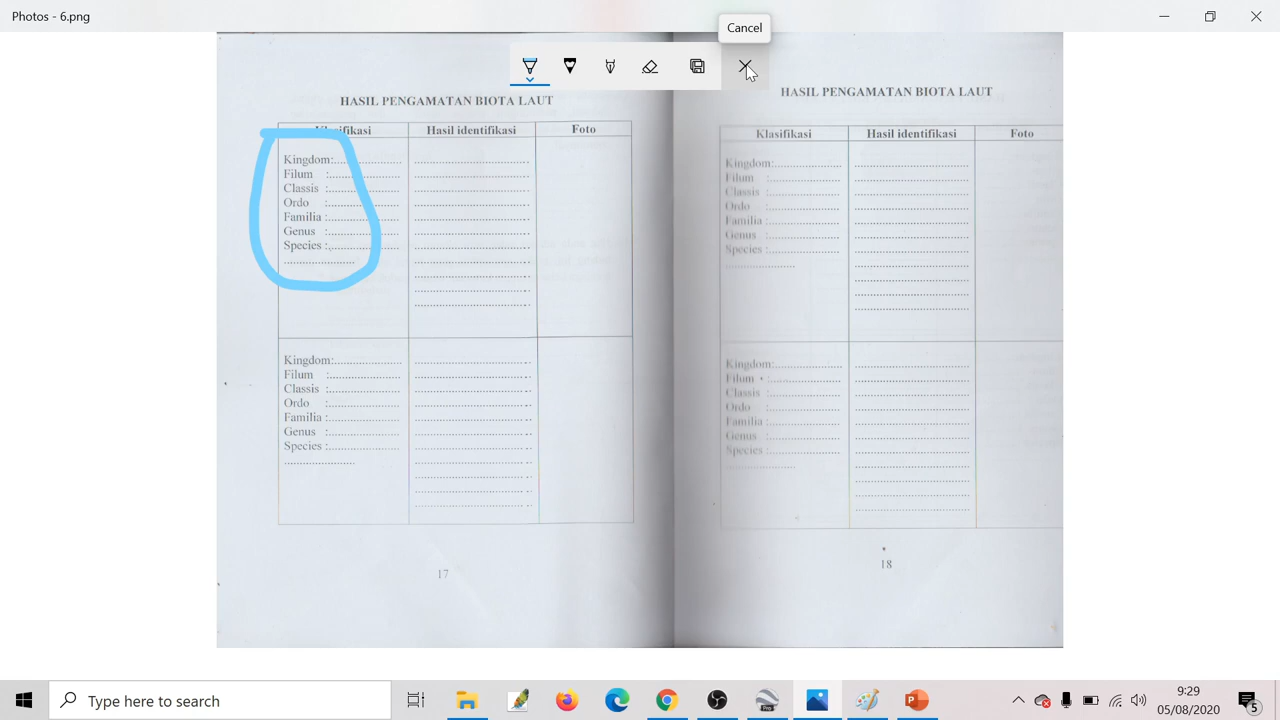 Photos - 6.png
Cancel
HASIL PENGAMATAN BIOTA LAUT
Klasifikasi Hasil identifikasi Foto
Kingdom:
Filum :
Classis :
Ordo :
Familia :
Genus :
Species :
Kingdom:
Filum :
Classis :
Ordo :
Familia :
Genus :
Species :
17
HASIL PENGAMATAN BIOTA LAUT
Klasifikasi Hasil identifikasi Foto
Kingdom:
Filum :
Classis :
Ordo :
Familia :
Genus :
Species :
Kingdom:
Filum :
Classis :
Ordo :
Familia :
Genus :
Species :
18
Type here to search
Pro
9:29
05/08/2020
5